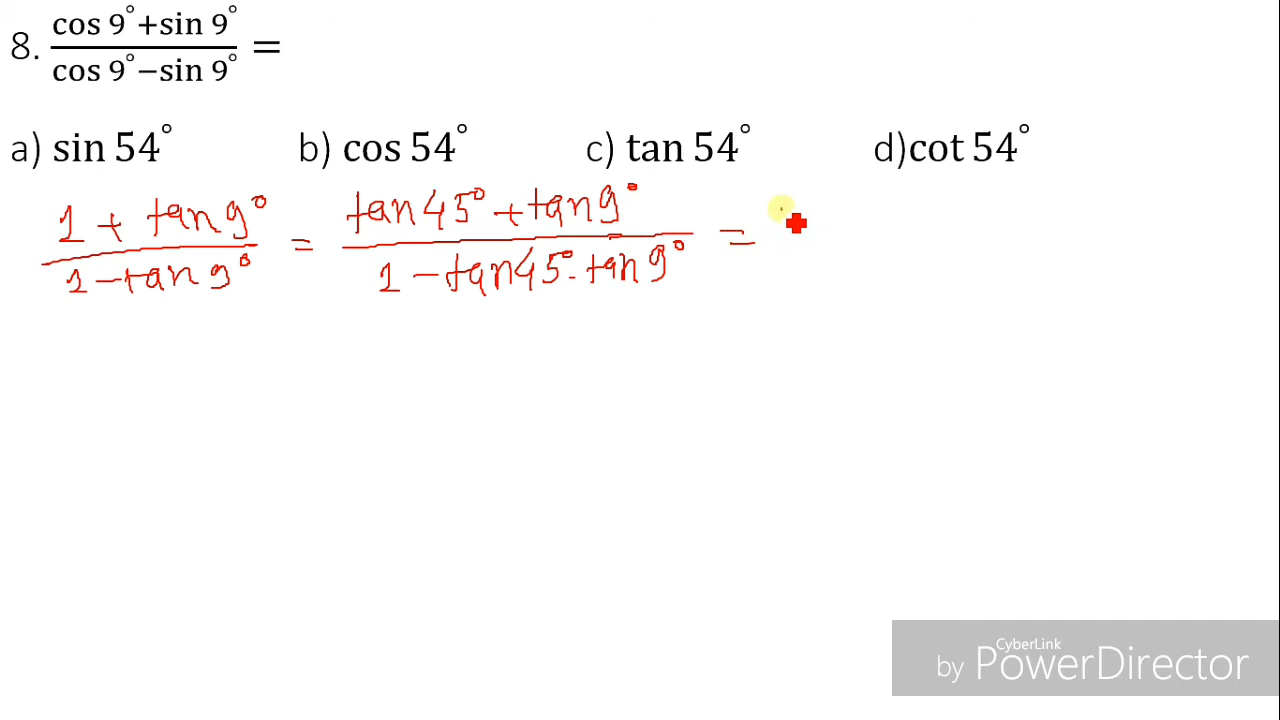 8. (cos 9°+sin 9°)/(cos 9°−sin 9°) =
a) sin 54° b) cos 54° c) tan 54° d)cot 54°
(1 + tan 9°)/(1 − tan 9°) = (tan 45° + tan 9°)/(1 − tan 45° · tan 9°) =
CyberLink
by PowerDirector